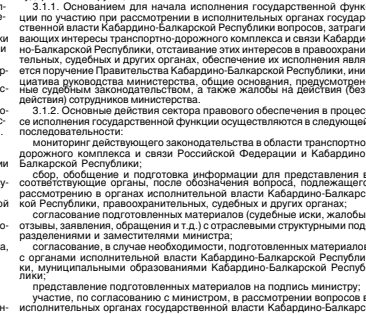 3.1.1. Основанием для начала исполнения государственной функ-
ции по участию при рассмотрении в исполнительных органах государ-
ственной власти Кабардино-Балкарской Республики вопросов, затраги-
вающих интересы транспортно-дорожного комплекса и связи Кабарди-
но-Балкарской Республики, отстаивание этих интересов в правоохрани-
тельных, судебных и других органах, обеспечение их исполнения явля-
ется поручение Правительства Кабардино-Балкарской Республики, ини-
циатива руководства министерства, общие основания, предусмотрен-
ные судебным законодательством, а также жалобы на действия (без-
действия) сотрудников министерства.
3.1.2. Основные действия сектора правового обеспечения в процес-
се исполнения государственной функции осуществляются в следующей
последовательности:
мониторинг действующего законодательства в области транспортно-
дорожного комплекса и связи Российской Федерации и Кабардино-
Балкарской Республики;
сбор, обобщение и подготовка информации для представления в
соответствующие органы, после обозначения вопроса, подлежащего
рассмотрению в органах исполнительной власти Кабардино-Балкарс-
кой Республики, правоохранительных, судебных и других органах;
согласование подготовленных материалов (судебные иски, жалобы,
отзывы, заявления, обращения и т.д.) с отраслевыми структурными под-
разделениями и заместителями министра;
согласование, в случае необходимости, подготовленных материалов
с органами исполнительной власти Кабардино-Балкарской Республи-
ки, муниципальными образованиями Кабардино-Балкарской Респуб-
лики;
представление подготовленных материалов на подпись министру;
участие, по согласованию с министром, в рассмотрении вопросов в
исполнительных органах государственной власти Кабардино-Балкарс-